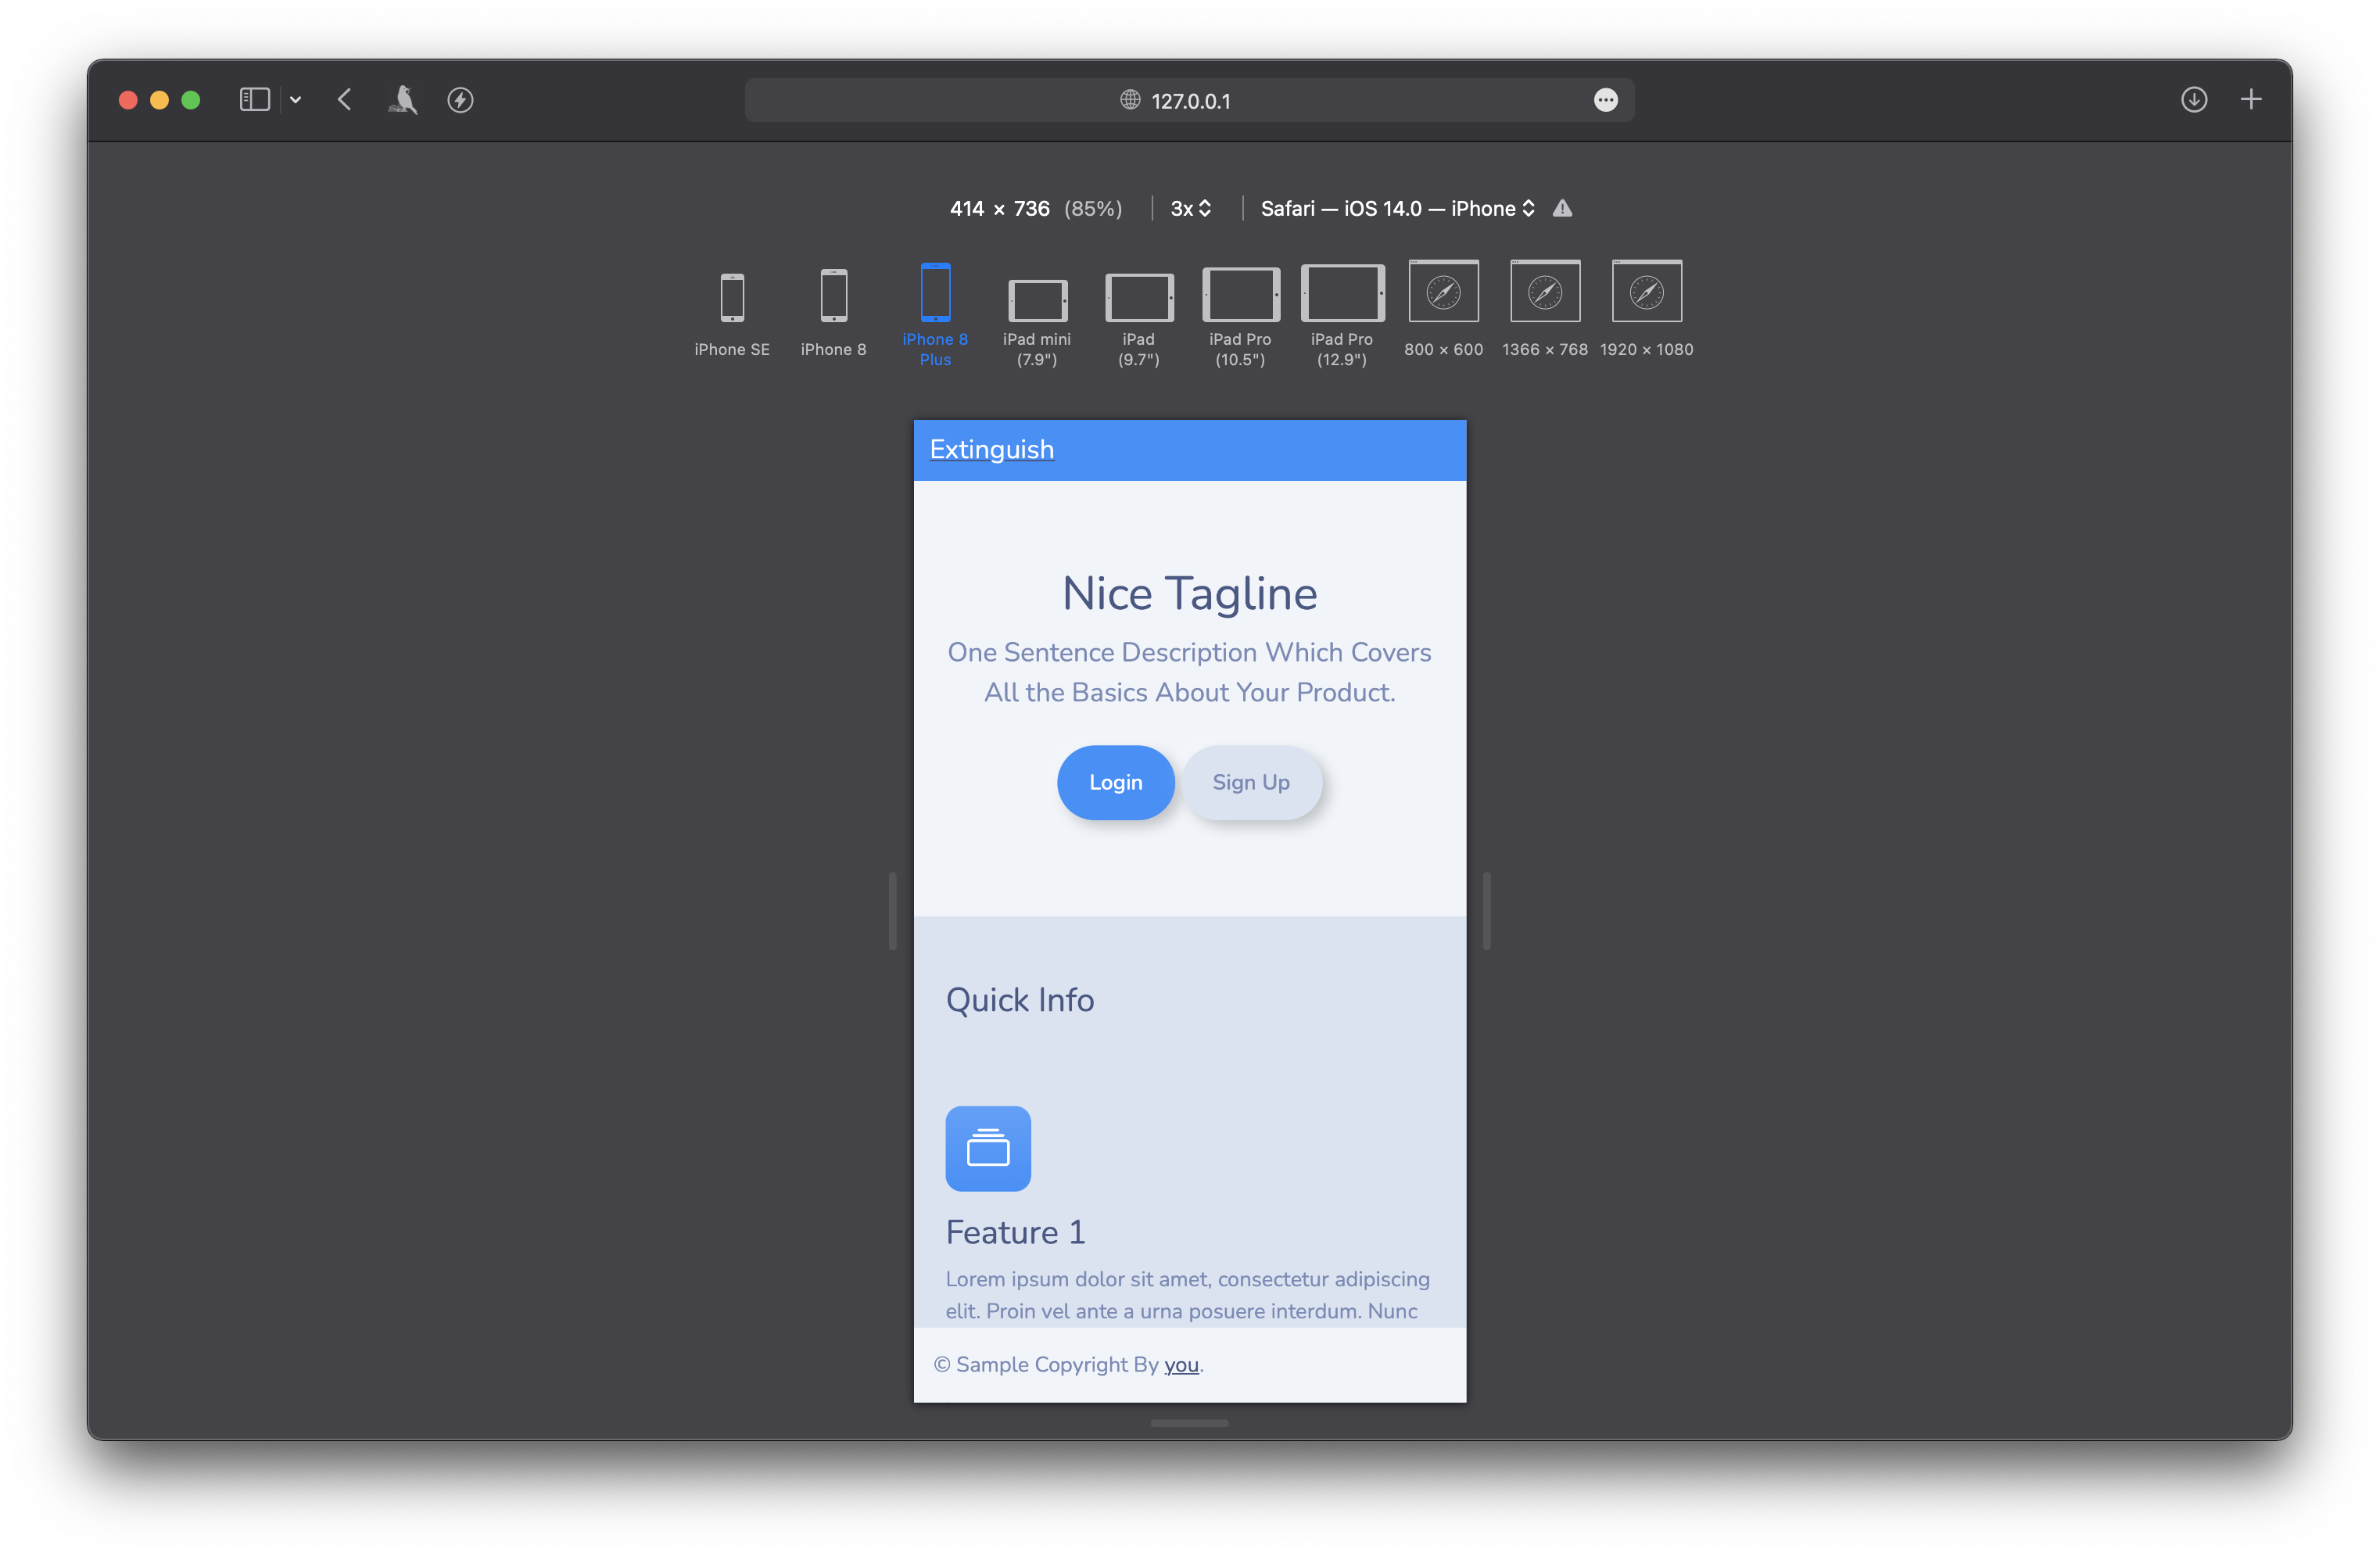 127.0.0.1
414 × 736 (85%) 3x Safari — iOS 14.0 — iPhone
iPhone SE
iPhone 8
iPhone 8
Plus
iPad mini
(7.9")
iPad
(9.7")
iPad Pro
(10.5")
iPad Pro
(12.9")
800 × 600
1366 × 768
1920 × 1080
Extinguish
Nice Tagline
One Sentence Description Which Covers
All the Basics About Your Product.
Login
Sign Up
Quick Info
Feature 1
Lorem ipsum dolor sit amet, consectetur adipiscing
elit. Proin vel ante a urna posuere interdum. Nunc
© Sample Copyright By you.